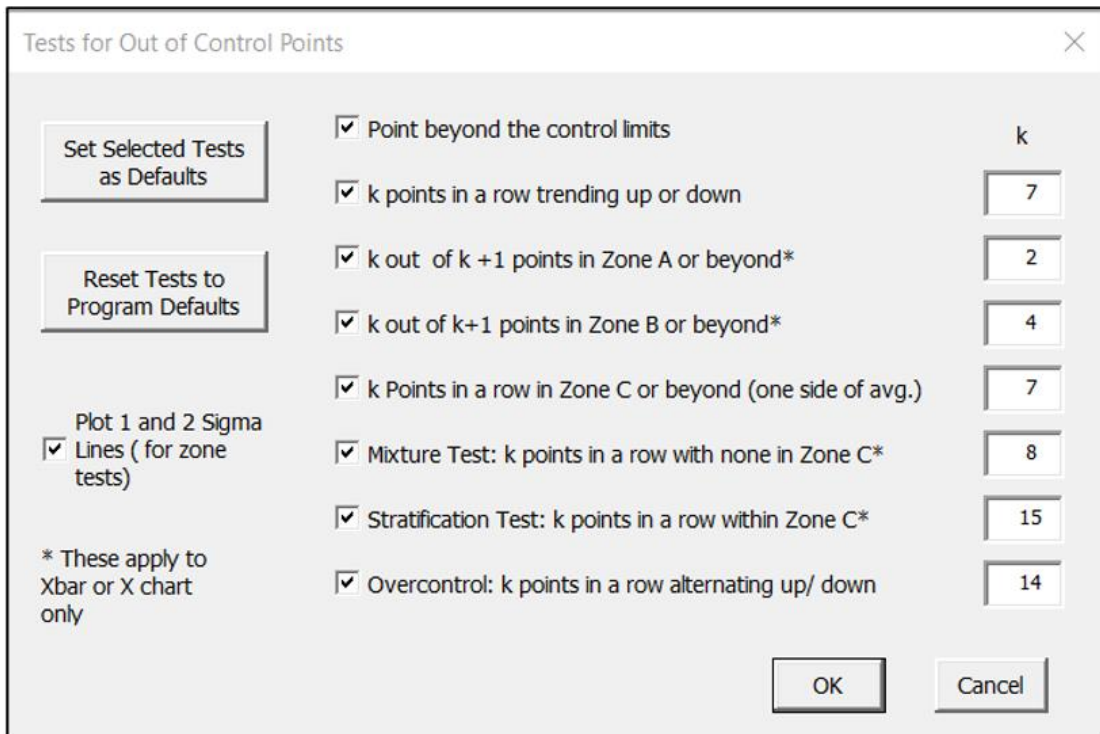 Tests for Out of Control Points
Set Selected Tests
as Defaults
Reset Tests to
Program Defaults
Plot 1 and 2 Sigma
Lines ( for zone
tests)
* These apply to
Xbar or X chart
only
Point beyond the control limits
k
k points in a row trending up or down
7
k out  of k +1 points in Zone A or beyond*
2
k out of k+1 points in Zone B or beyond*
4
k Points in a row in Zone C or beyond (one side of avg.)
7
Mixture Test: k points in a row with none in Zone C*
8
Stratification Test: k points in a row within Zone C*
15
Overcontrol: k points in a row alternating up/ down
14
OK
Cancel